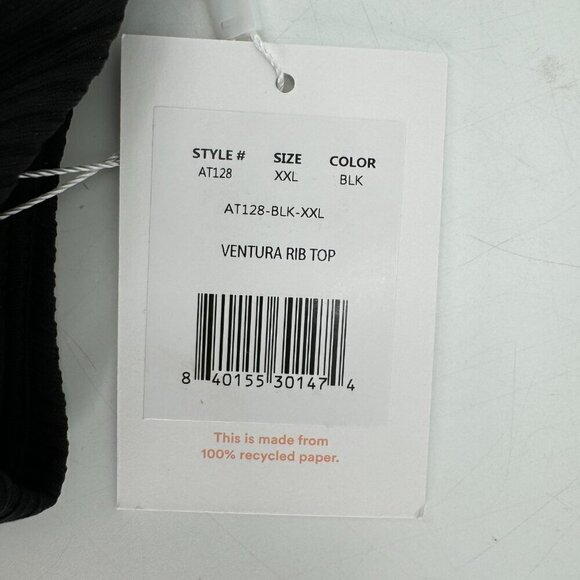 STYLE # SIZE COLOR
AT128 XXL BLK
AT128-BLK-XXL
VENTURA RIB TOP
8 40155 30147 4
This is made from
100% recycled paper.